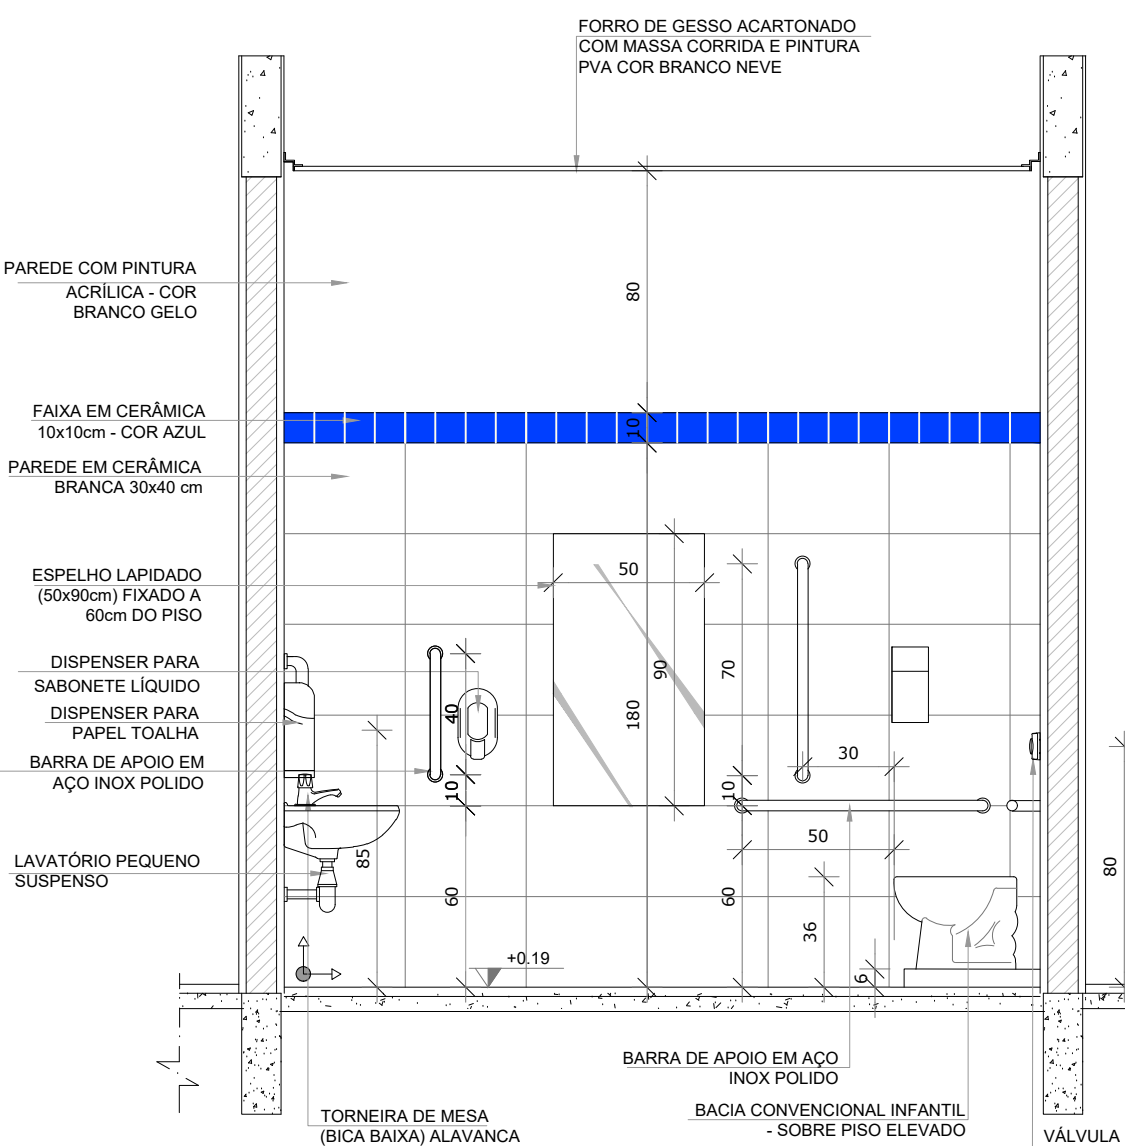 FORRO DE GESSO ACARTONADO
COM MASSA CORRIDA E PINTURA
PVA COR BRANCO NEVE
PAREDE COM PINTURA
ACRÍLICA - COR
BRANCO GELO
80
FAIXA EM CERÂMICA
10x10cm - COR AZUL
10
PAREDE EM CERÂMICA
BRANCA 30x40 cm
ESPELHO LAPIDADO
(50x90cm) FIXADO A
60cm DO PISO
50
90
70
180
40
DISPENSER PARA
SABONETE LÍQUIDO
DISPENSER PARA
PAPEL TOALHA
BARRA DE APOIO EM
AÇO INOX POLIDO
30
10
10
50
LAVATÓRIO PEQUENO
SUSPENSO
85
60
60
36
6
80
+0.19
BARRA DE APOIO EM AÇO
INOX POLIDO
BACIA CONVENCIONAL INFANTIL
- SOBRE PISO ELEVADO
TORNEIRA DE MESA
(BICA BAIXA) ALAVANCA
VÁLVULA